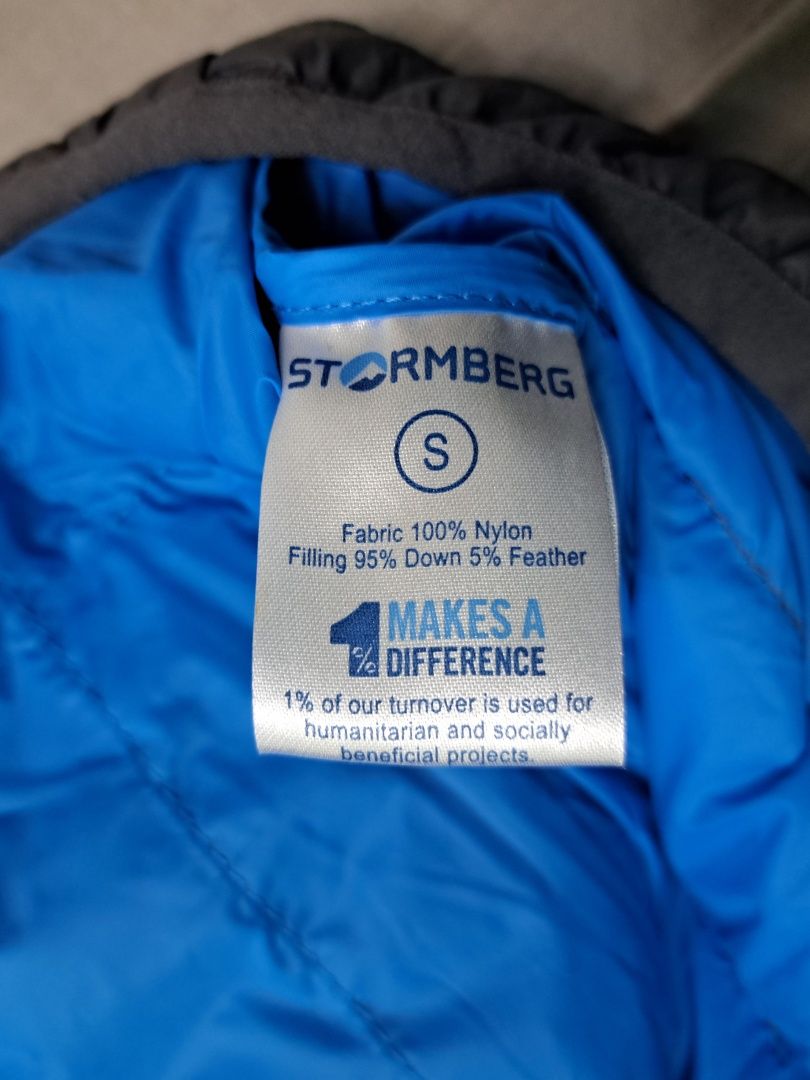 STORMBERG
S
Fabric 100% Nylon
Filling 95% Down 5% Feather
1% MAKES A
DIFFERENCE
1% of our turnover is used for
humanitarian and socially
beneficial projects.